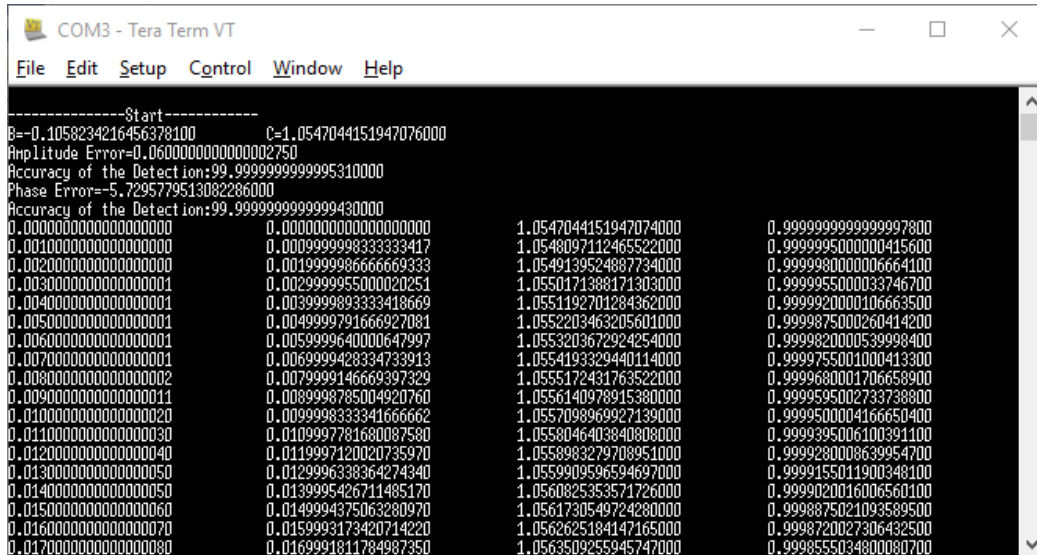 COM3 - Tera Term VT
File Edit Setup Control Window Help
---------------Start------------
B=-0.1058234216456378100 C=1.0547044151947076000
Amplitude Error=0.0600000000000002750
Accuracy of the Detection:99.9999999999995310000
Phase Error=-5.7295779513082286000
Accuracy of the Detection:99.9999999999999430000
0.0000000000000000000 0.0000000000000000000 1.0547044151947074000 0.9999999999999997800
0.0010000000000000000 0.0009999998333333417 1.0548097112465522000 0.9999995000000415600
0.0020000000000000000 0.0019999986666669333 1.0549139524887734000 0.9999980000006664100
0.0030000000000000001 0.0029999955000020251 1.0550171388171303000 0.9999955000033746700
0.0040000000000000001 0.0039999893333418669 1.0551192701284362000 0.9999920000106663500
0.0050000000000000001 0.0049999791666927081 1.0552203463205601000 0.9999875000260414200
0.0060000000000000001 0.0059999640000647997 1.0553203672924254000 0.9999820000539998400
0.0070000000000000001 0.0069999428334733913 1.0554193329440114000 0.9999755001000413300
0.0080000000000000002 0.0079999146669397329 1.0555172431763522000 0.9999680001706658900
0.0090000000000000011 0.0089998785004920760 1.0556140978915380000 0.9999595002733738800
0.0100000000000000020 0.0099998333341666662 1.0557098969927139000 0.9999500004166650400
0.0110000000000000030 0.0109997781680087580 1.0558046403840808000 0.9999395006100391100
0.0120000000000000040 0.0119997120020735970 1.0558983279708951000 0.9999280008639954700
0.0130000000000000050 0.0129996338364274340 1.0559909596594697000 0.9999155011900348100
0.0140000000000000050 0.0139995426711485170 1.0560825353571726000 0.9999020016006560100
0.0150000000000000060 0.0149994375063280970 1.0561730549724280000 0.9998875021093589500
0.0160000000000000070 0.0159993173420714220 1.0562625184147165000 0.9998720027306432500
0.0170000000000000080 0.0169991811784987350 1.0563509255945747000 0.9998555034800080700